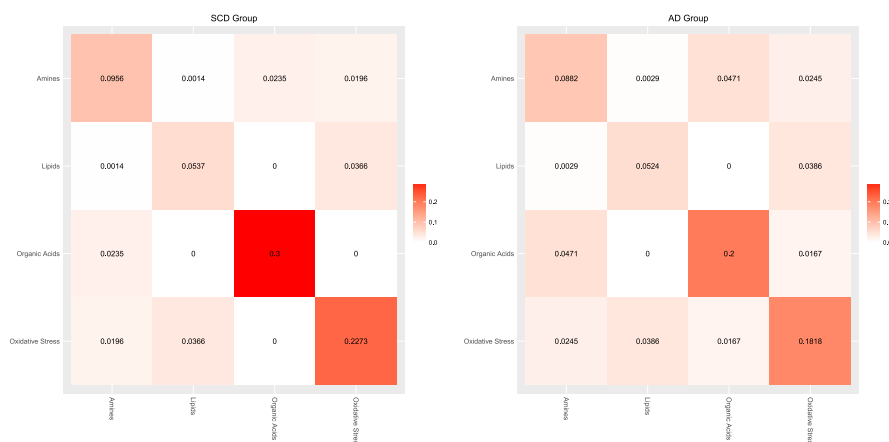 SCD Group
Amines 0.0956 0.0014 0.0235 0.0196
Lipids 0.0014 0.0537 0 0.0366
Organic Acids 0.0235 0 0.3 0
Oxidative Stress 0.0196 0.0366 0 0.2273
Amines Lipids Organic Acids Oxidative Stres
0.2
0.1
0.0
AD Group
Amines 0.0882 0.0029 0.0471 0.0245
Lipids 0.0029 0.0524 0 0.0386
Organic Acids 0.0471 0 0.2 0.0167
Oxidative Stress 0.0245 0.0386 0.0167 0.1818
Amines Lipids Organic Acids Oxidative Stres